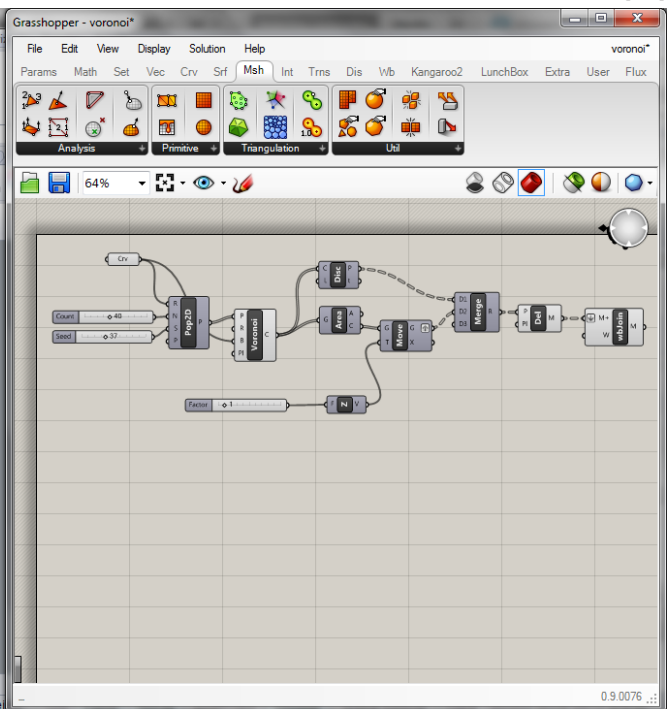 Grasshopper - voronoi*
File Edit View Display Solution Help voronoi*
Params Math Set Vec Crv Srf Msh Int Trns Dis Wb Kangaroo2 LunchBox Extra User Flux
Analysis Primitive Triangulation Util
64%
Crv
Count 40
Seed 37
R
N
S
P
Pop2D
P
P
R
B
Pl
Voronoi
C
C
S
Disc
P
I
G
Area
A
C
G
T
Move
G
X
D1
D2
D3
Merge
R
P
Pl
Del
M
M+
W
wbJoin
M
Factor 1
F
Z
V
0.9.0076